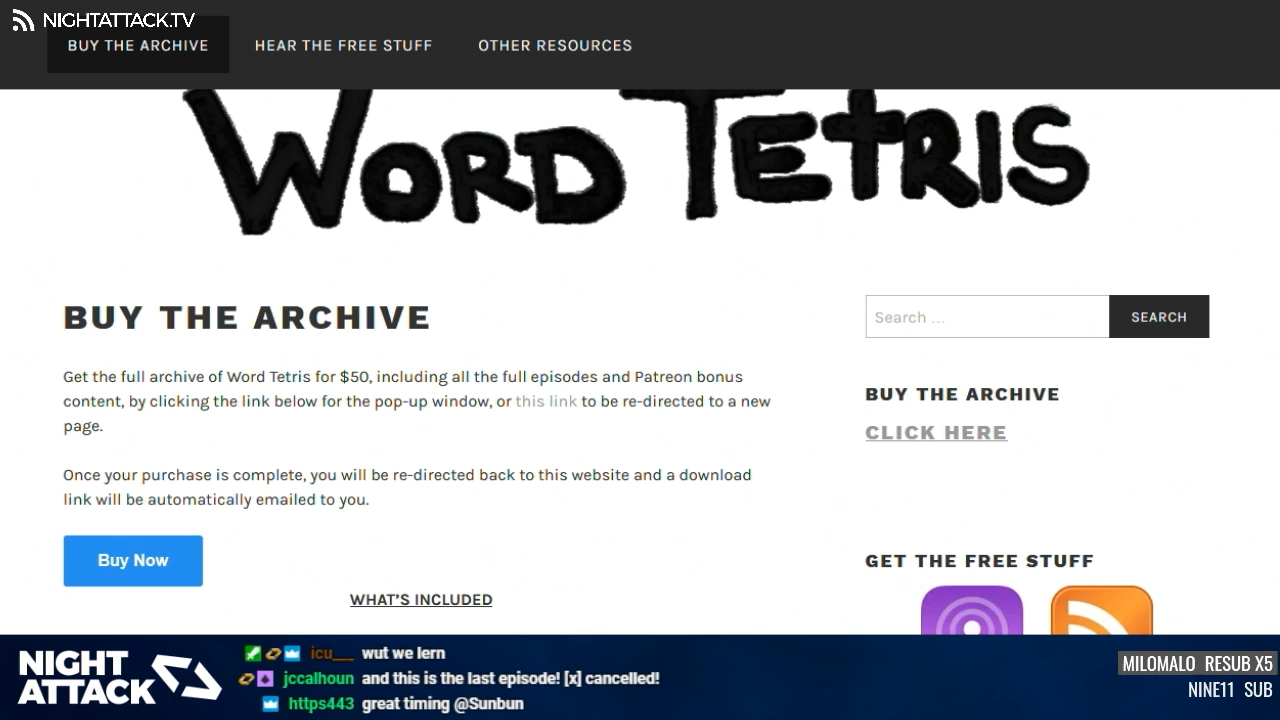 NIGHTATTACK.TV
BUY THE ARCHIVE
HEAR THE FREE STUFF
OTHER RESOURCES
WORD TETRIS
BUY THE ARCHIVE
Get the full archive of Word Tetris for $50, including all the full episodes and Patreon bonus
content, by clicking the link below for the pop-up window, or this link to be re-directed to a new
page.
Once your purchase is complete, you will be re-directed back to this website and a download
link will be automatically emailed to you.
Buy Now
WHAT'S INCLUDED
Search ...
SEARCH
BUY THE ARCHIVE
CLICK HERE
GET THE FREE STUFF
NIGHT
ATTACK
icu__ wut we lern
jccalhoun and this is the last episode! [x] cancelled!
https443 great timing @Sunbun
MILOMALO RESUB X5
NINE11 SUB